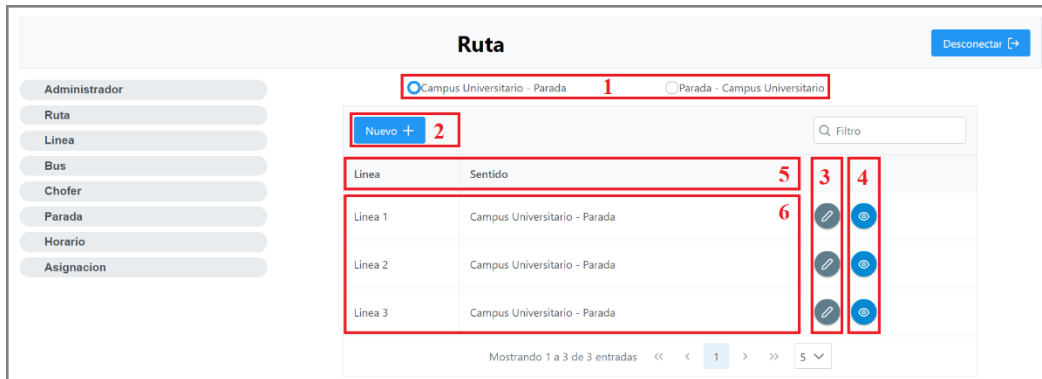 Ruta
Desconectar
Administrador
Ruta
Linea
Bus
Chofer
Parada
Horario
Asignacion
Campus Universitario - Parada 1 Parada - Campus Universitario
Nuevo + 2 Filtro
Linea Sentido 5 3 4
Linea 1 Campus Universitario - Parada 6
Linea 2 Campus Universitario - Parada
Linea 3 Campus Universitario - Parada
Mostrando 1 a 3 de 3 entradas << < 1 > >> 5